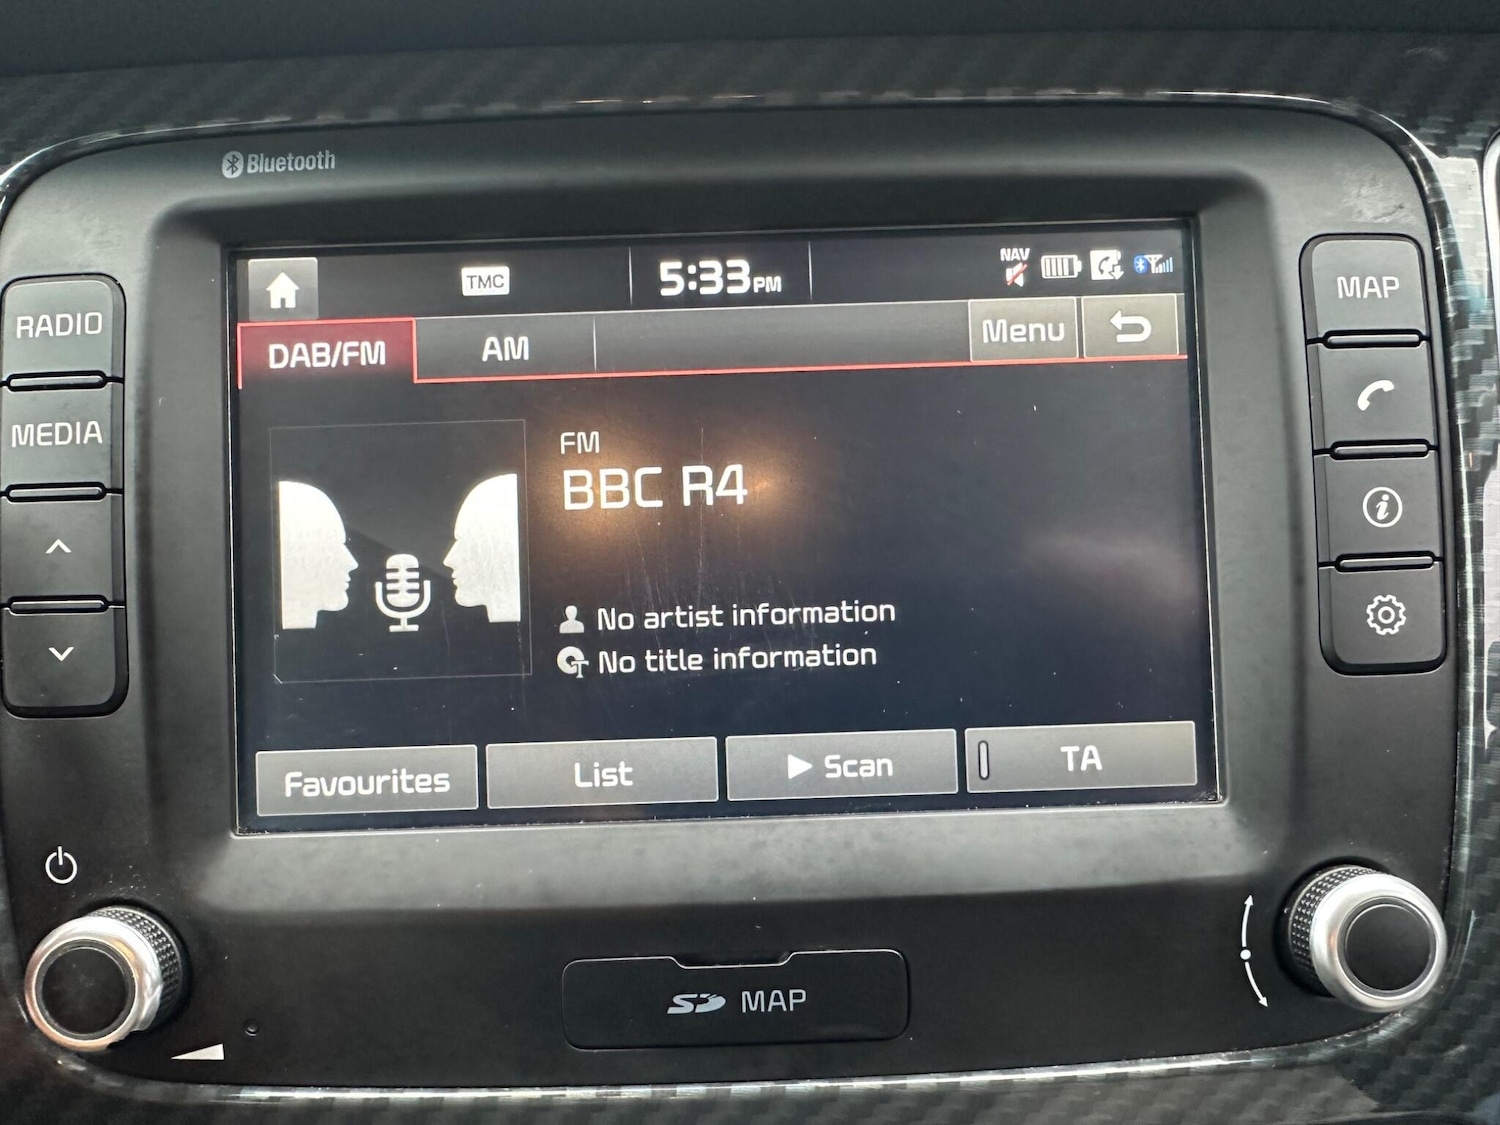 Bluetooth
TMC
5:33PM
NAV
RADIO
MEDIA
DAB/FM
AM
Menu
MAP
FM
BBC R4
No artist information
No title information
Favourites
List
Scan
TA
SD MAP